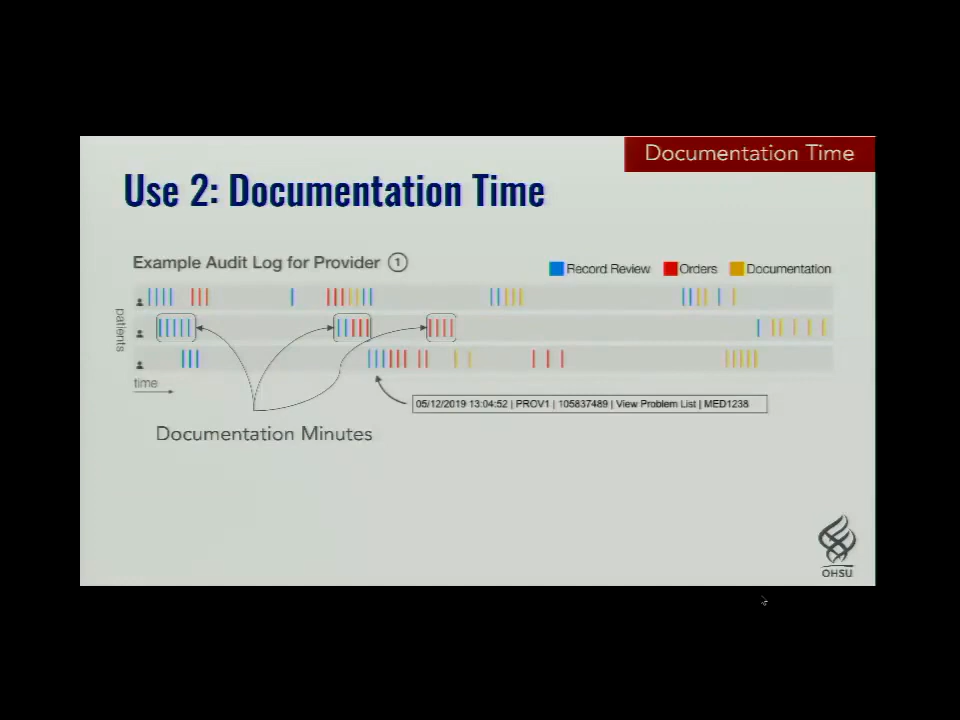 Documentation Time
Use 2: Documentation Time
Example Audit Log for Provider 1
Record Review Orders Documentation
patients
time
05/12/2019 13:04:52 | PROV1 | 105837489 | View Problem List | MED1238
Documentation Minutes
OHSU